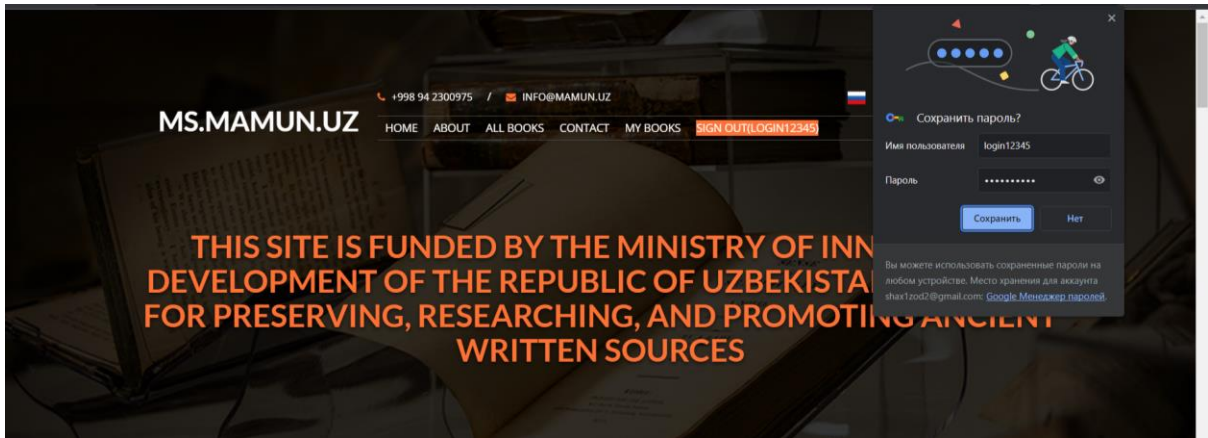 +998 94 2300975 / INFO@MAMUN.UZ
MS.MAMUN.UZ
HOME ABOUT ALL BOOKS CONTACT MY BOOKS SIGN OUT(LOGIN12345)
THIS SITE IS FUNDED BY THE MINISTRY OF INN
DEVELOPMENT OF THE REPUBLIC OF UZBEKISTA
FOR PRESERVING, RESEARCHING, AND PROMOTING ANCIENT
WRITTEN SOURCES
Сохранить пароль?
Имя пользователя login12345
Пароль ••••••••••
Сохранить Нет
Вы можете использовать сохраненные пароли на
любом устройстве. Место хранения для аккаунта
shax1zod2@gmail.com: Google Менеджер паролей.